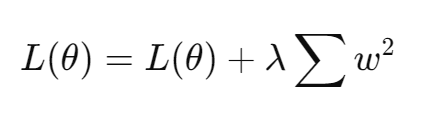 L(θ) = L(θ) + λ∑w²